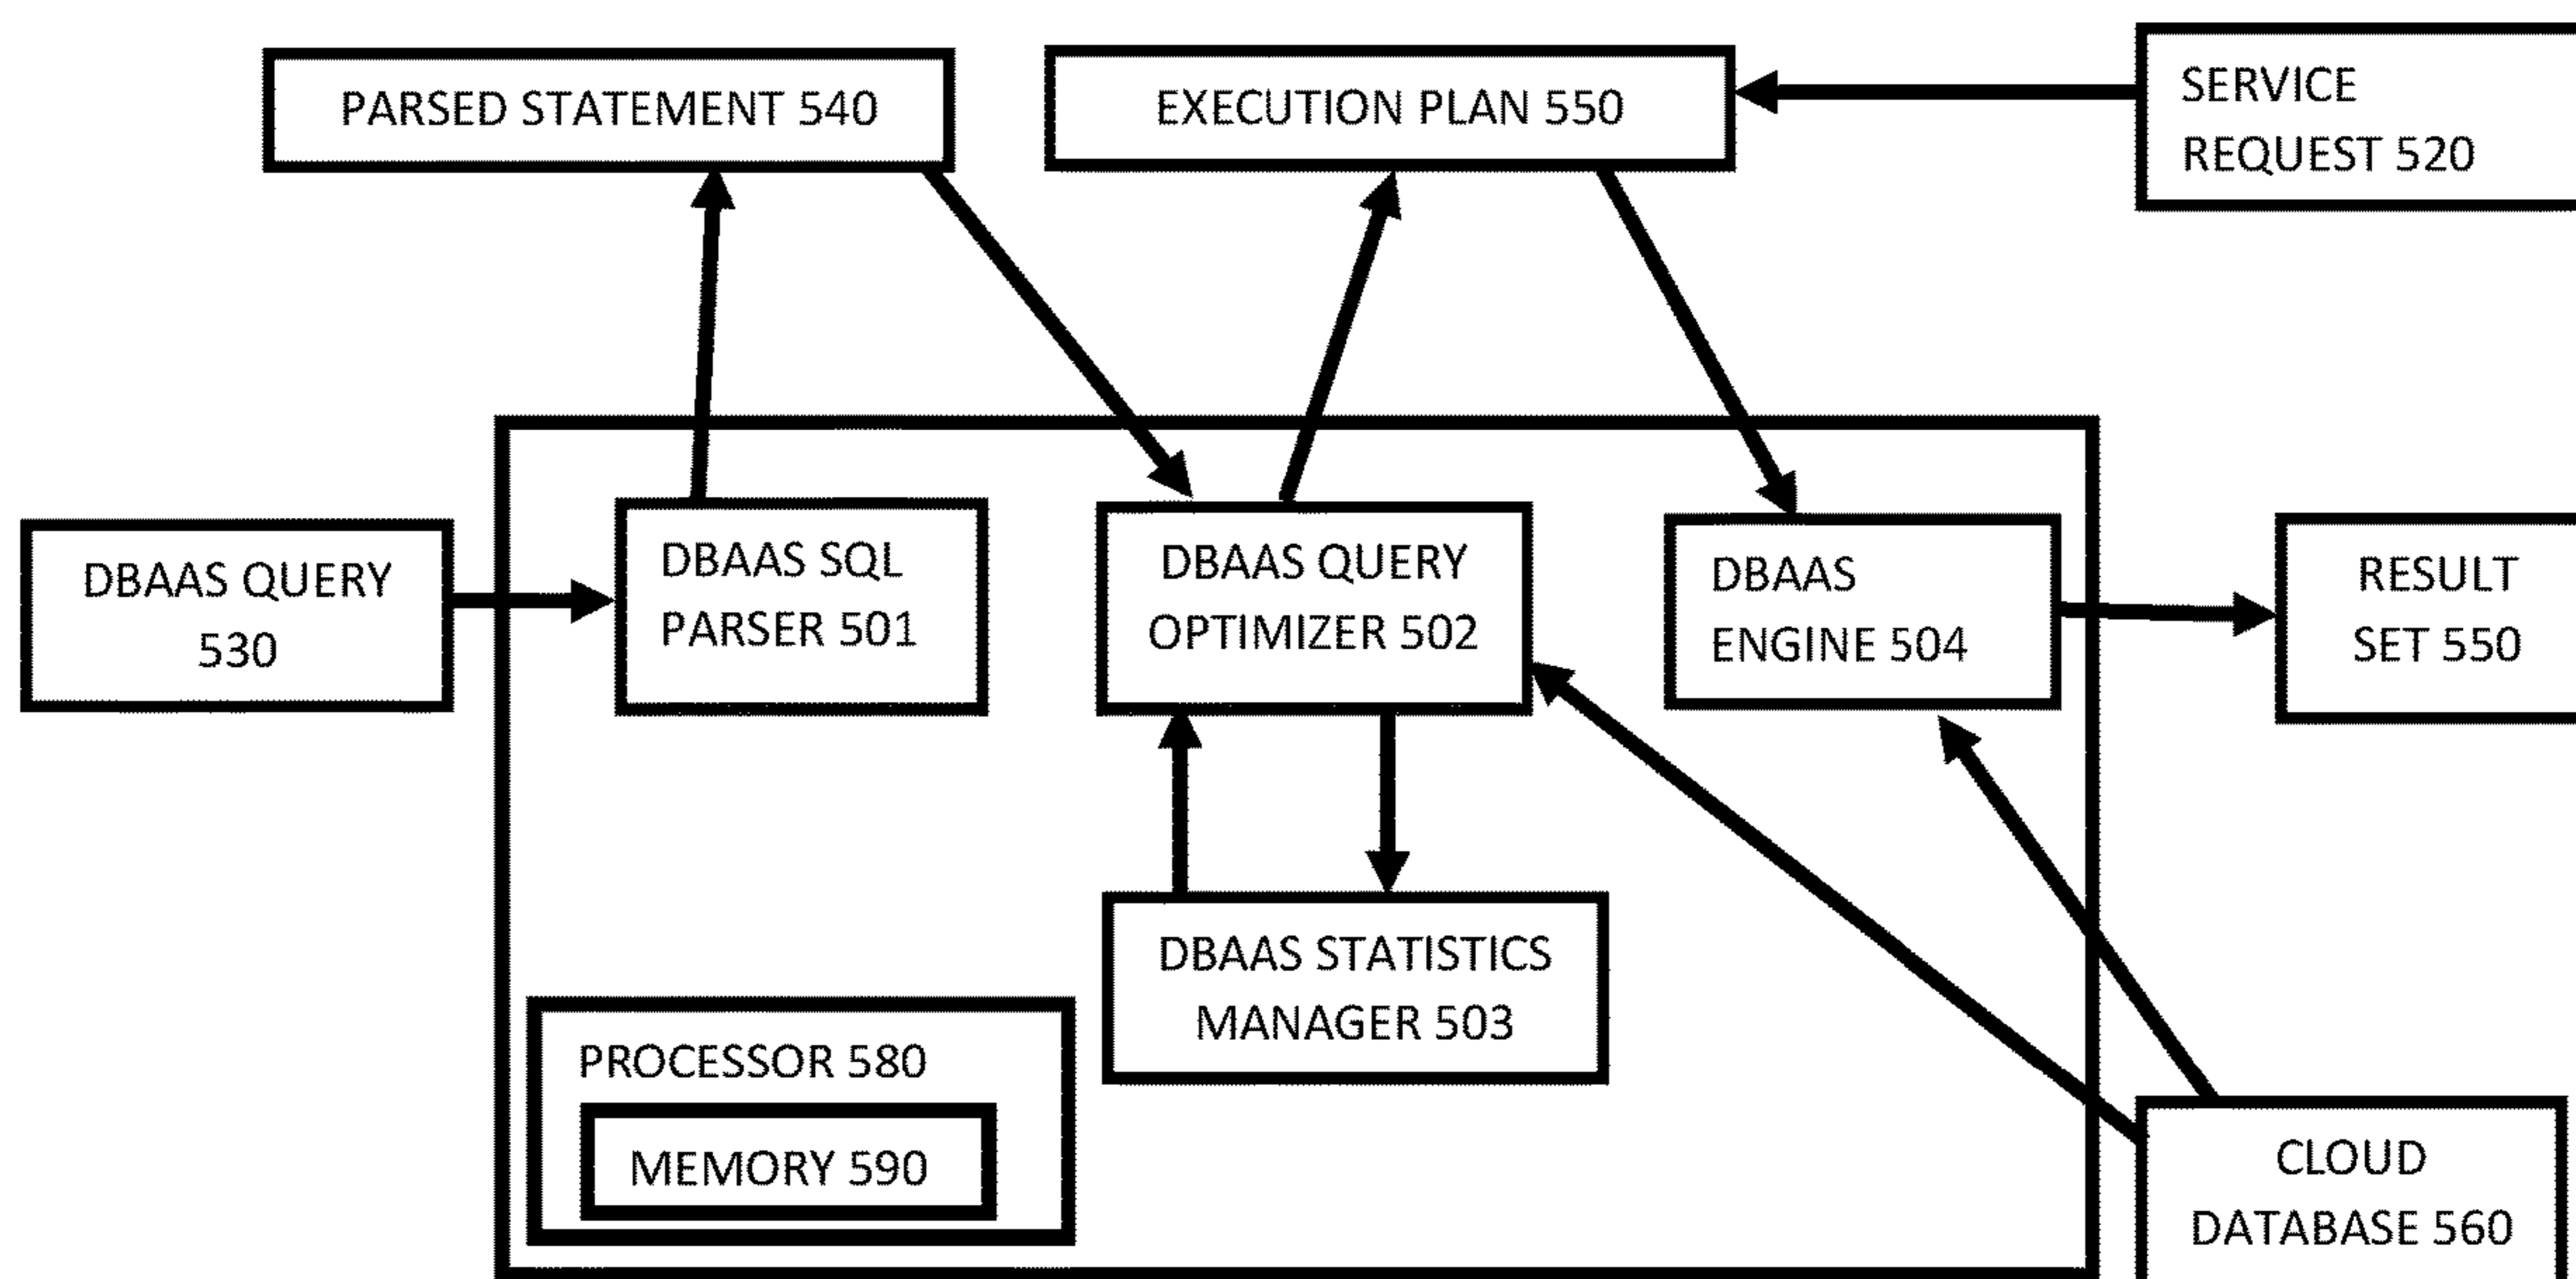 PARSED STATEMENT 540
EXECUTION PLAN 550
SERVICE
REQUEST 520
DBAAS QUERY
530
DBAAS SQL
PARSER 501
DBAAS QUERY
OPTIMIZER 502
DBAAS
ENGINE 504
RESULT
SET 550
DBAAS STATISTICS
MANAGER 503
PROCESSOR 580
MEMORY 590
CLOUD
DATABASE 560